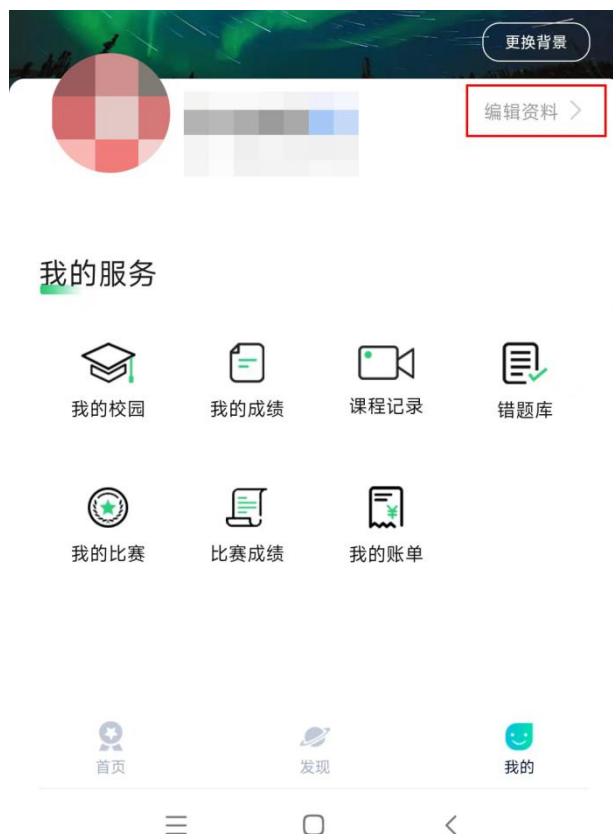 更换背景
编辑资料
我的服务
我的校园 我的成绩 课程记录 错题库
我的比赛 比赛成绩 我的账单
首页 发现 我的